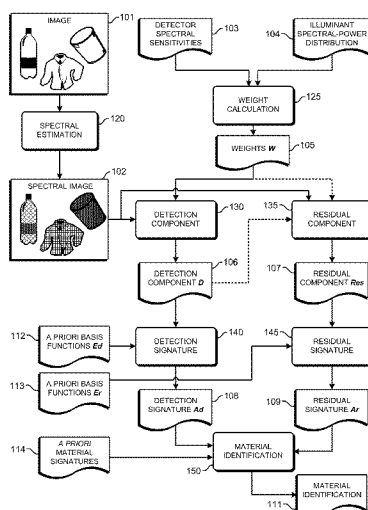 IMAGE
101
DETECTOR
SPECTRAL
SENSITIVITIES
103
104
ILLUMINANT
SPECTRAL-POWER
DISTRIBUTION
SPECTRAL
ESTIMATION
120
WEIGHT
CALCULATION
125
WEIGHTS W
105
102
SPECTRAL IMAGE
DETECTION
COMPONENT
130
135
RESIDUAL
COMPONENT
106
DETECTION
COMPONENT D
107
RESIDUAL
COMPONENT Res
112
A PRIORI BASIS
FUNCTIONS Ed
DETECTION
SIGNATURE
140
145
RESIDUAL
SIGNATURE
113
A PRIORI BASIS
FUNCTIONS Er
DETECTION
SIGNATURE Ad
108
109
RESIDUAL
SIGNATURE Ar
114
A PRIORI
MATERIAL
SIGNATURES
MATERIAL
IDENTIFICATION
150
MATERIAL
IDENTIFICATION
111